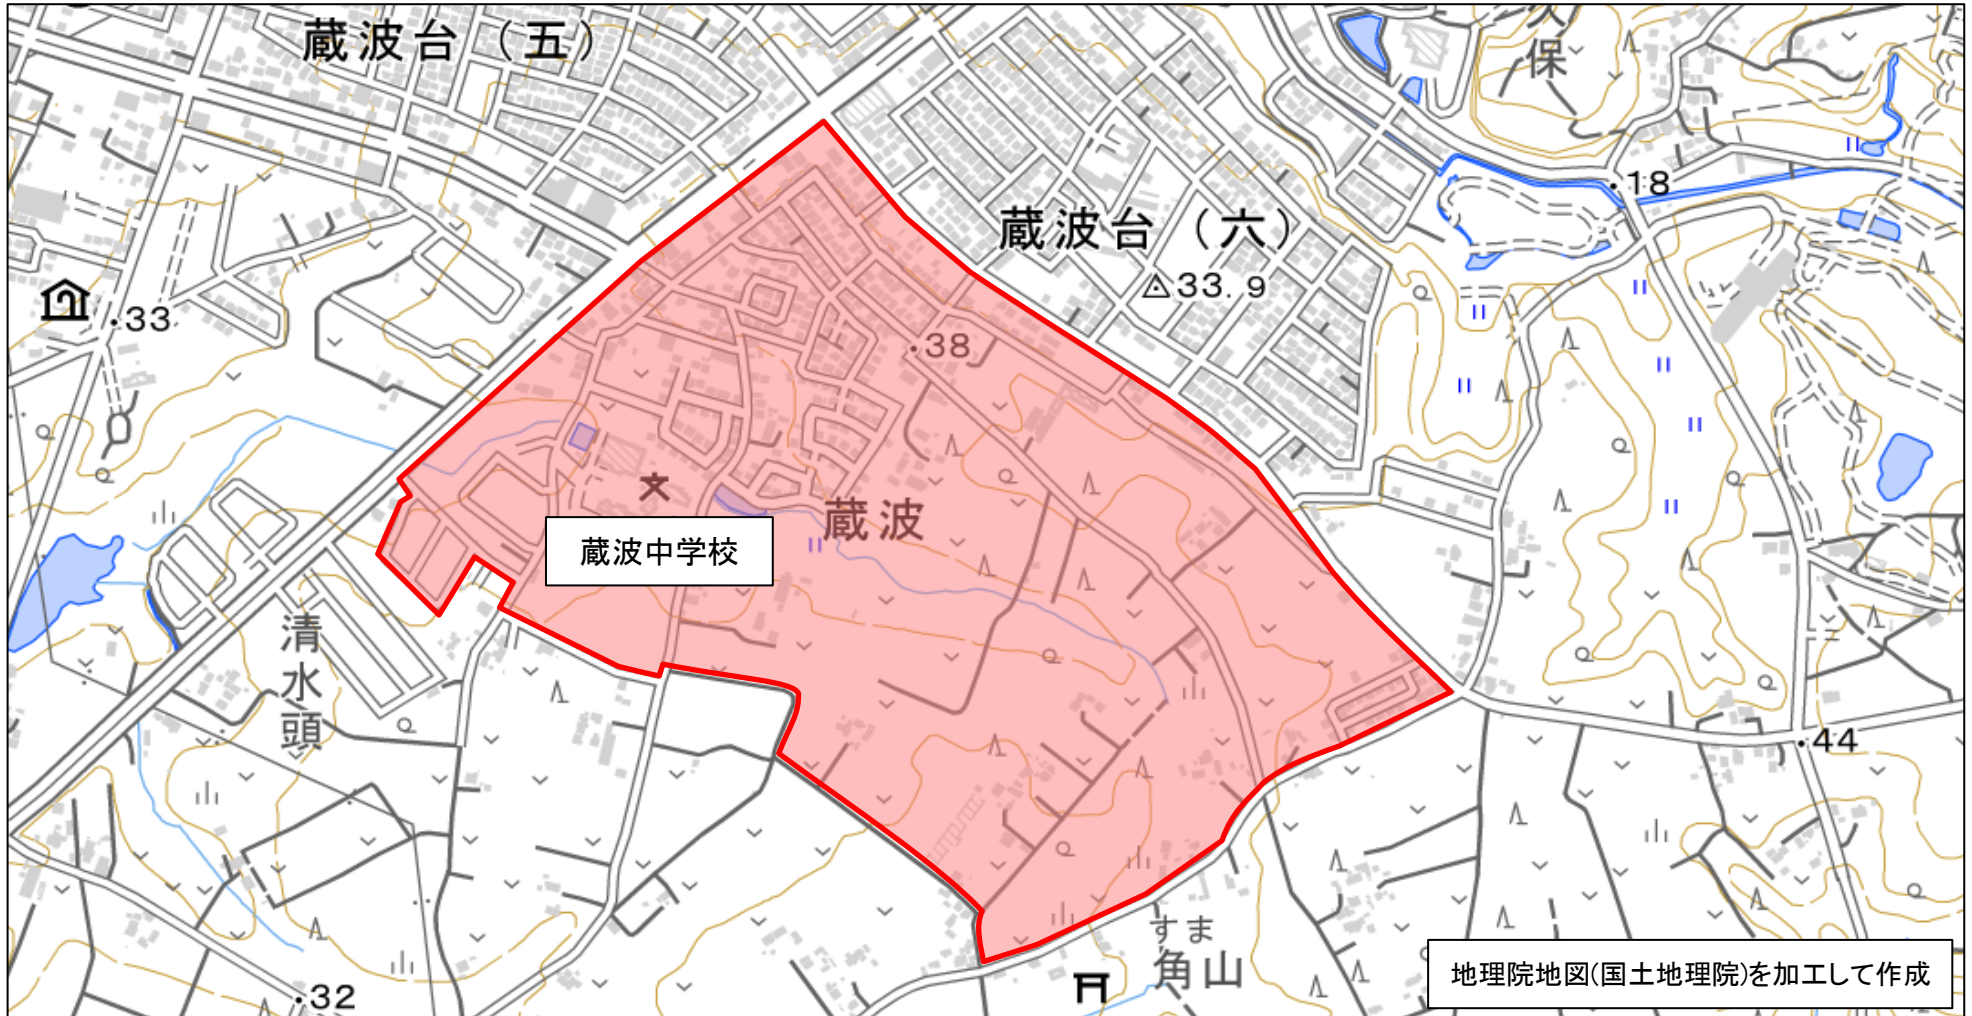 蔵波台（五）
久
保
18
蔵波台（六）
33.9
33
38
蔵波
蔵波中学校
清水頭
44
すま
角山
32
地理院地図(国土地理院)を加工して作成